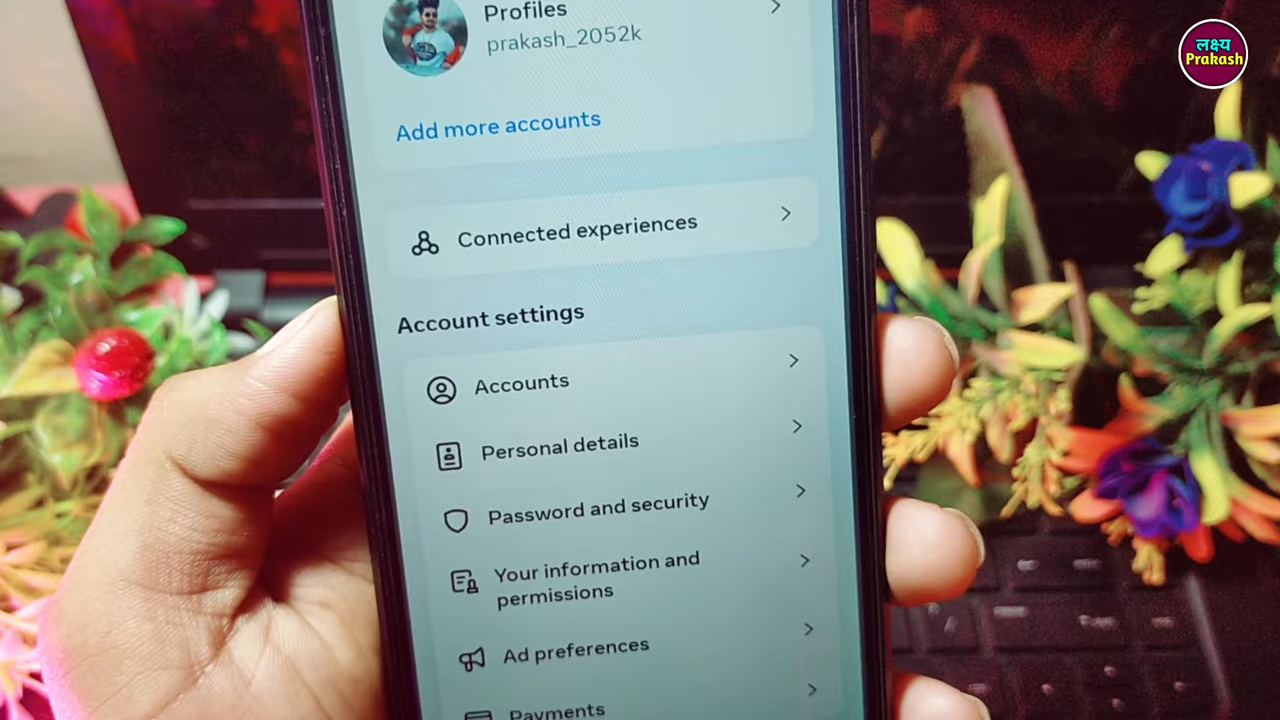 लक्ष्य
Prakash
Profiles
prakash_2052k
Add more accounts
Connected experiences
Account settings
Accounts
Personal details
Password and security
Your information and
permissions
Ad preferences
Payments